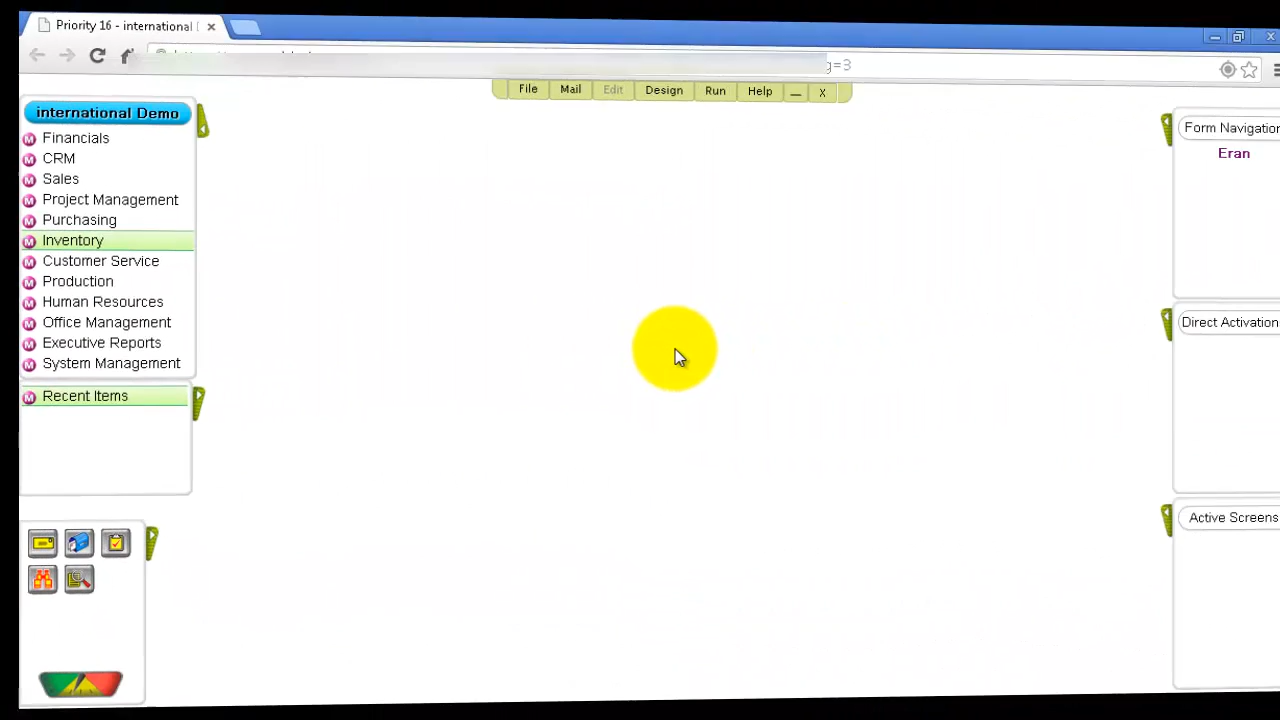 Priority 16 - international [
g=3
File Mail Edit Design Run Help _ x
international Demo
Financials
CRM
Sales
Project Management
Purchasing
Inventory
Customer Service
Production
Human Resources
Office Management
Executive Reports
System Management
Recent Items
Form Navigation
Eran
Direct Activation
Active Screens